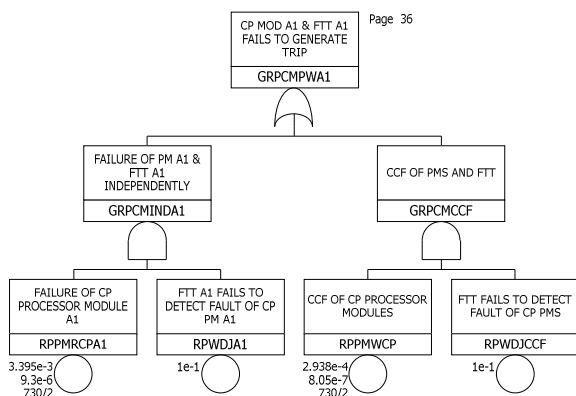 CP MOD A1 & FTT A1
FAILS TO GENERATE
TRIP
GRPCMPWA1
Page 36
FAILURE OF PM A1 &
FTT A1
INDEPENDENTLY
GRPCMINDA1
CCF OF PMS AND FTT
GRPCMCCF
FAILURE OF CP
PROCESSOR MODULE
A1
RPPMRCPA1
3.395e-3
9.3e-6
730/2
FTT A1 FAILS TO
DETECT FAULT OF CP
PM A1
RPWDJA1
1e-1
CCF OF CP PROCESSOR
MODULES
RPPMWCP
2.938e-4
8.05e-7
730/2
FTT FAILS TO DETECT
FAULT OF CP PMS
RPWDJCCF
1e-1